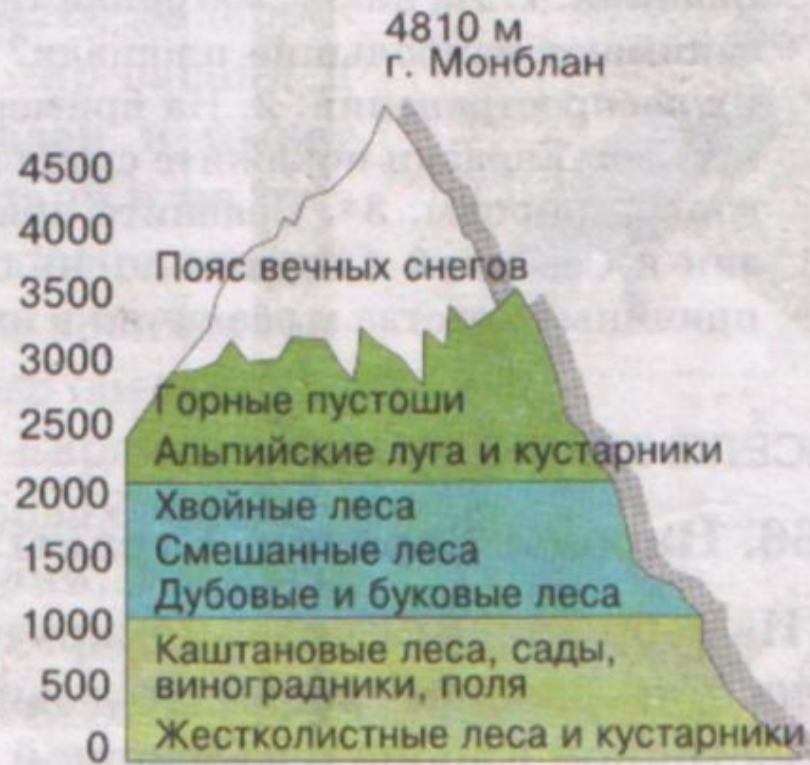 4810 м
г. Монблан
4500
4000
Пояс вечных снегов
3500
3000
Горные пустоши
2500
Альпийские луга и кустарники
2000
Хвойные леса
1500
Смешанные леса
Дубовые и буковые леса
1000
Каштановые леса, сады,
500
виноградники, поля
0
Жестколистные леса и кустарники